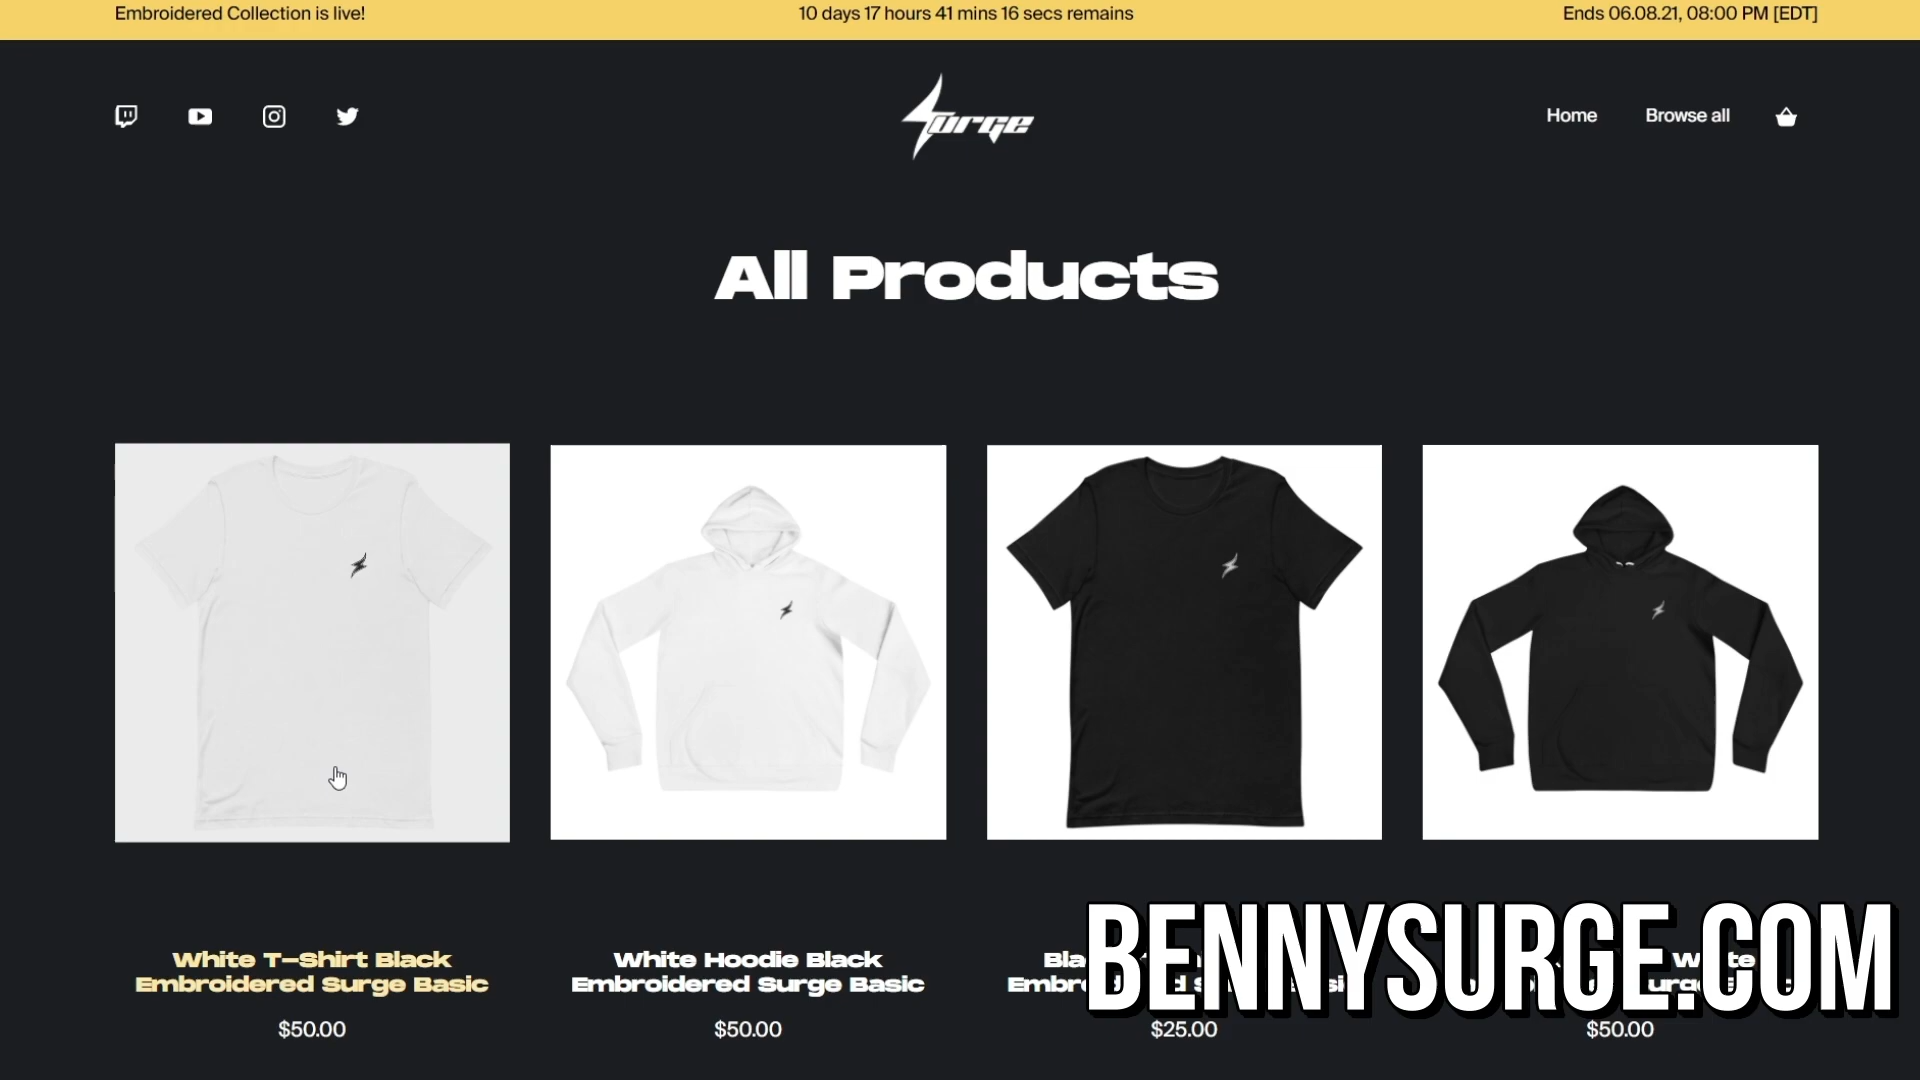 Embroidered Collection is live!
10 days 17 hours 41 mins 16 secs remains
Ends 06.08.21, 08:00 PM [EDT]
Surge
Home
Browse all
All Products
White T-Shirt Black
Embroidered Surge Basic
$50.00
White Hoodie Black
Embroidered Surge Basic
$50.00
$25.00
$50.00
BENNYSURGE.COM